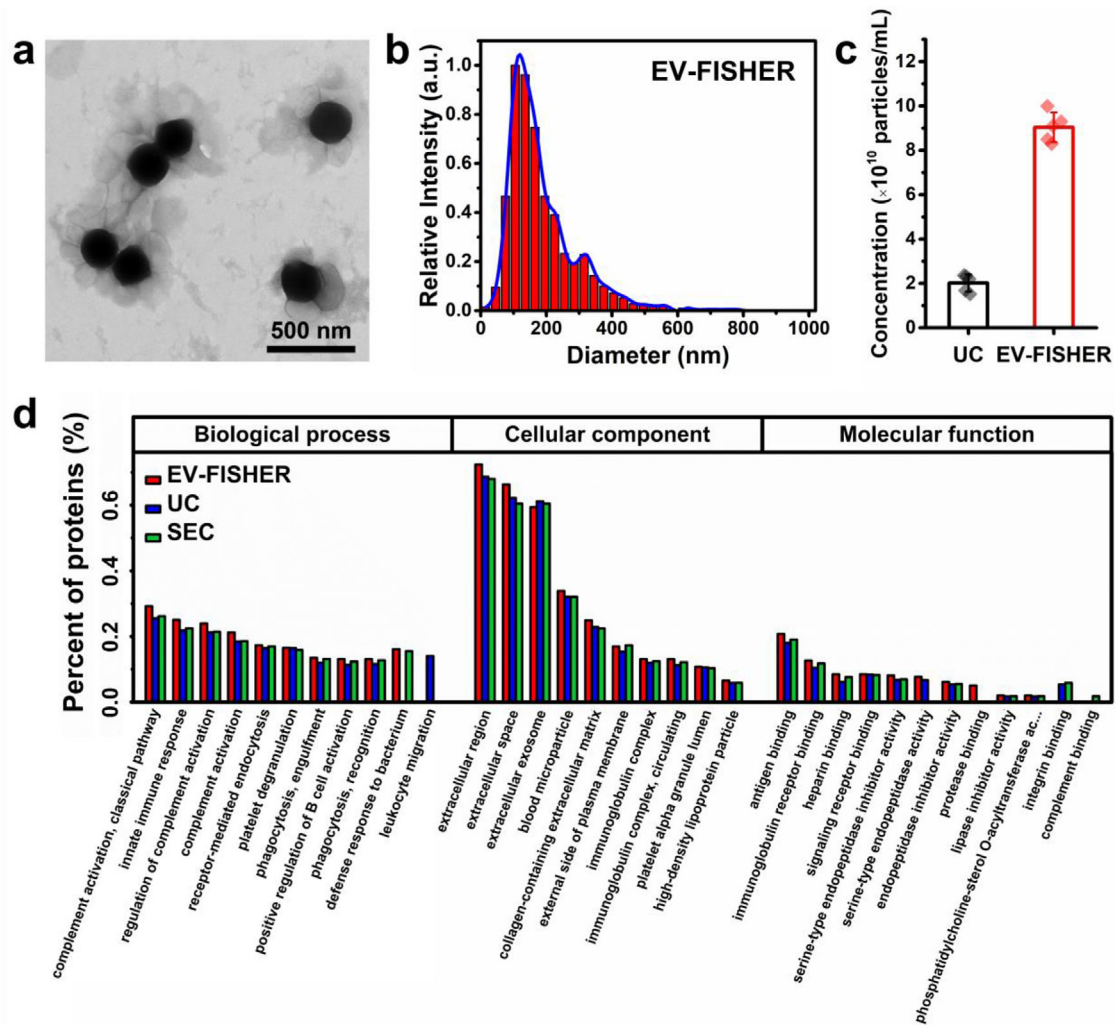 a
500 nm
b
EV-FISHER
Relative Intensity (a.u.)
1.0
0.8
0.6
0.4
0.2
0.0
0
200
400
600
800
1000
Diameter (nm)
c
Concentration (×10¹⁰ particles/mL)
12
10
8
6
4
2
0
UC
EV-FISHER
d
Percent of proteins (%)
0.6
0.4
0.2
0.0
Biological process
Cellular component
Molecular function
EV-FISHER
UC
SEC
complement activation, classical pathway
innate immune response
regulation of complement activation
complement activation
receptor-mediated endocytosis
platelet degranulation
phagocytosis, engulfment
positive regulation of B cell activation
phagocytosis, recognition
defense response to bacterium
leukocyte migration
extracellular region
extracellular space
extracellular exosome
blood microparticle
collagen-containing extracellular matrix
external side of plasma membrane
immunoglobulin complex
immunoglobulin complex, circulating
platelet alpha granule lumen
high-density lipoprotein particle
antigen binding
immunoglobulin receptor binding
heparin binding
signaling receptor binding
serine-type endopeptidase inhibitor activity
serine-type endopeptidase activity
endopeptidase inhibitor activity
protease binding
lipase inhibitor activity
phosphatidylcholine-sterol O-acyltransferase ac...
integrin binding
complement binding